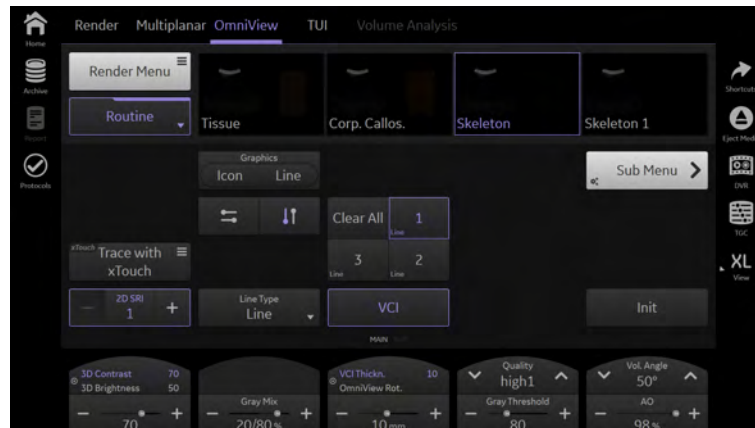 Render Multiplanar OmniView TUI Volume Analysis
Home
Archive
Report
Protocols
Render Menu
Routine
Tissue
Corp. Callos.
Skeleton
Skeleton 1
Shortcuts
Eject Media
DVR
TGC
XL
View
Graphics
Icon Line
Sub Menu
Clear All
1
Line
3
Line
2
Line
xTouch Trace with
xTouch
2D SRI
1
Line Type
Line
VCI
Init
MAIN
3D Contrast 70
3D Brightness 50
70
Gray Mix
20/80 %
VCI Thickn. 10
OmniView Rot.
10 mm
Quality
high1
Gray Threshold
80
Vol. Angle
50°
AO
98 %